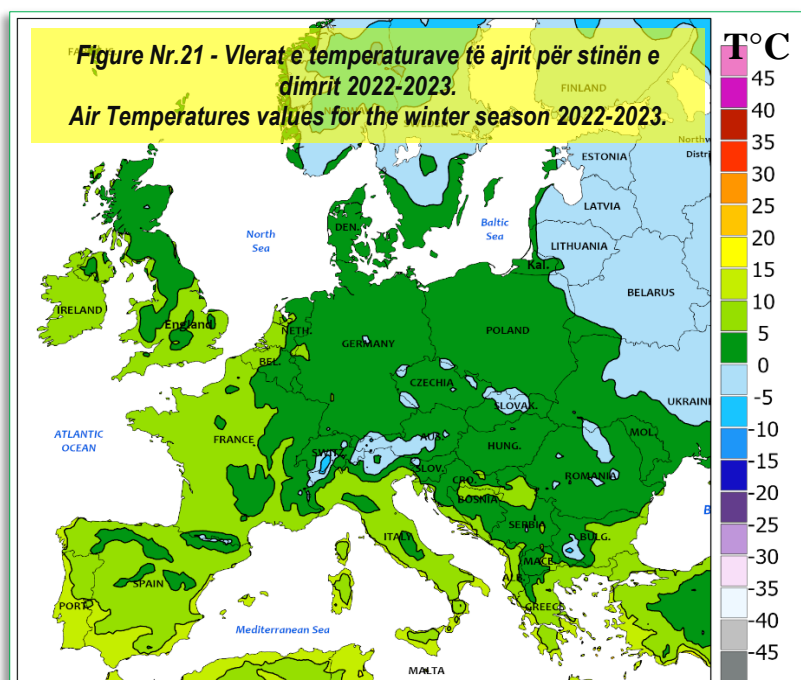 Figure Nr.21 - Vlerat e temperaturave të ajrit për stinën e
dimrit 2022-2023.
Air Temperatures values for the winter season 2022-2023.
T°C
45
40
35
30
25
20
15
10
5
0
-5
-10
-15
-20
-25
-30
-35
-40
-45
FINLAND
ESTONIA
LATVIA
LITHUANIA
Kal.
BELARUS
North
Sea
Baltic
Sea
DEN.
IRELAND
England
NETH.
BEL.
GERMANY
POLAND
CZECHIA
SLOVAK.
UKRAINI
ATLANTIC
OCEAN
FRANCE
SWITZ.
AUS.
HUNG.
MOL.
SLOV.
CRO.
BOSNIA
ROMANIA
SERBIA
BULG.
ITALY
MACE.
ALB.
GREECE
SPAIN
PORT.
Mediterranean Sea
MALTA